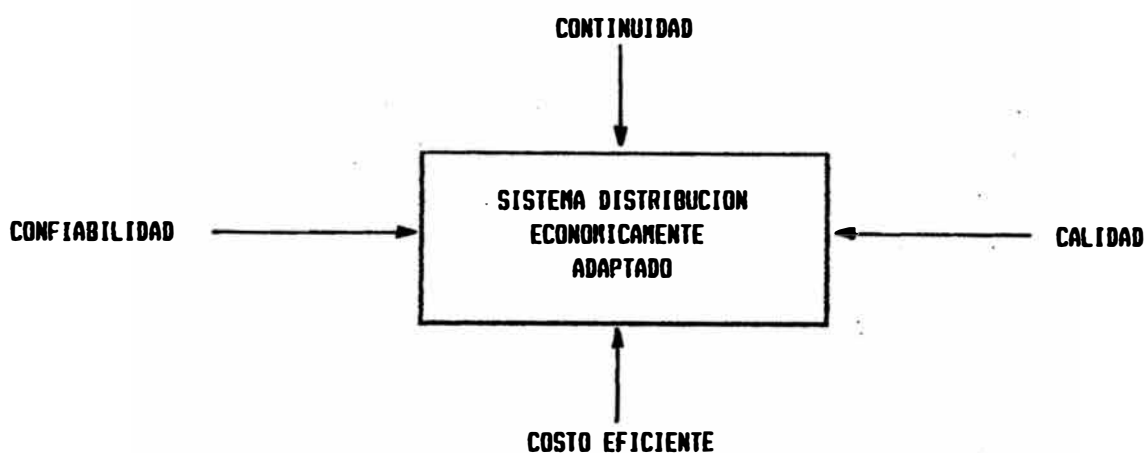 CONTINUIDAD
SISTEMA DISTRIBUCION
ECONOMICAMENTE
ADAPTADO
CONFIABILIDAD
CALIDAD
COSTO EFICIENTE